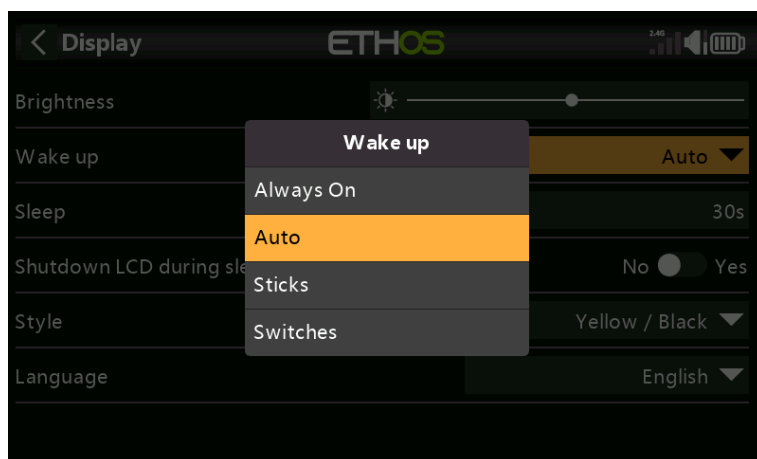 Display
ETHOS
2.4G
Brightness
Wake up
Auto
Sleep
30s
Shutdown LCD during sle
No
Yes
Style
Yellow / Black
Language
English
Wake up
Always On
Auto
Sticks
Switches